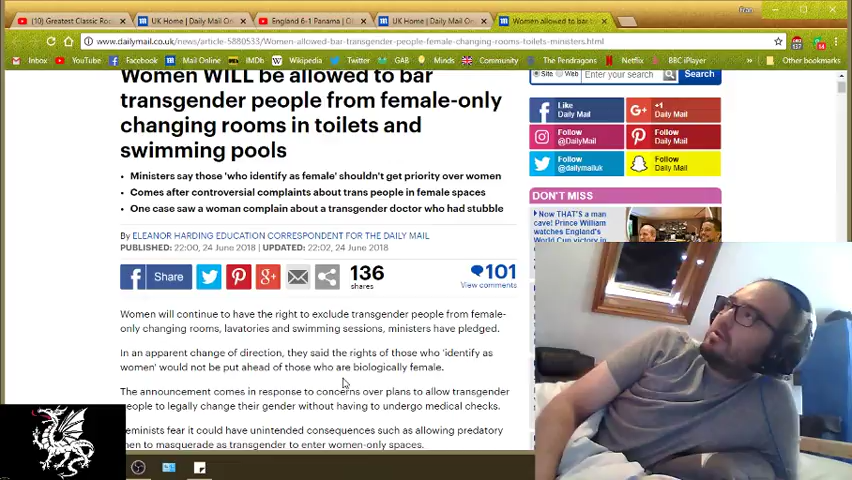 (10) Greatest Classic Ro
UK Home | Daily Mail On
England 6-1 Panama | G
UK Home | Daily Mail On
Women allowed to bar
www.dailymail.co.uk/news/article-5880533/Women-allowed-bar-transgender-people-female-changing-rooms-toilets-ministers.html
Inbox
YouTube
Facebook
Mail Online
IMDb
Wikipedia
Twitter
GAB
Minds
Community
The Pendragons
Netflix
BBC iPlayer
Other bookmarks
Women WILL be allowed to bar
transgender people from female-only
changing rooms in toilets and
swimming pools
• Ministers say those 'who identify as female' shouldn't get priority over women
• Comes after controversial complaints about trans people in female spaces
• One case saw a woman complain about a transgender doctor who had stubble
By ELEANOR HARDING EDUCATION CORRESPONDENT FOR THE DAILY MAIL
PUBLISHED: 22:00, 24 June 2018 | UPDATED: 22:02, 24 June 2018
Share
136
shares
101
View comments
Women will continue to have the right to exclude transgender people from female-
only changing rooms, lavatories and swimming sessions, ministers have pledged.
In an apparent change of direction, they said the rights of those who 'identify as
women' would not be put ahead of those who are biologically female.
The announcement comes in response to concerns over plans to allow transgender
people to legally change their gender without having to undergo medical checks.
Feminists fear it could have unintended consequences such as allowing predatory
men to masquerade as transgender to enter women-only spaces.
Site
Web
Enter your search
Search
Like
Daily Mail
+1
Daily Mail
Follow
@DailyMail
Follow
Daily Mail
Follow
@dailymailuk
Follow
Daily Mail
DON'T MISS
Now THAT'S a man
cave! Prince William
watches England's
World Cup victory in